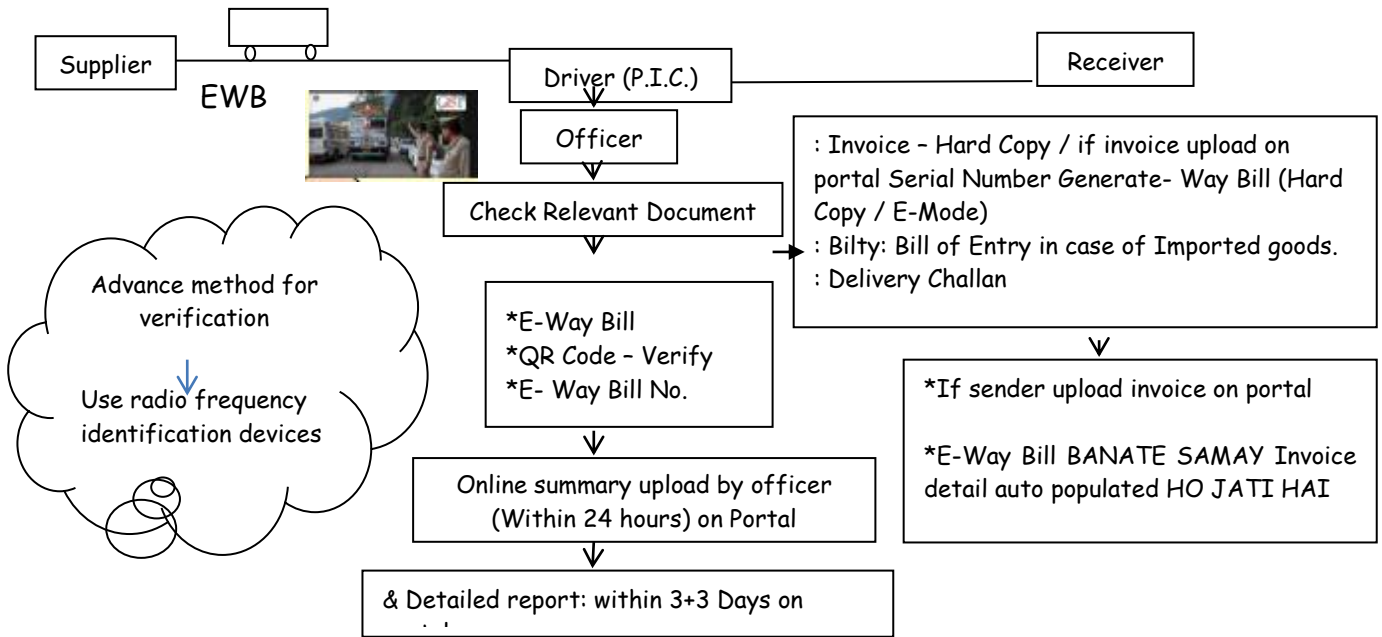 Supplier
EWB
Driver (P.I.C.)
Receiver
GST
Officer
Check Relevant Document
: Invoice – Hard Copy / if invoice upload on
portal Serial Number Generate- Way Bill (Hard
Copy / E-Mode)
: Bilty: Bill of Entry in case of Imported goods.
: Delivery Challan
Advance method for
verification
Use radio frequency
identification devices
*E-Way Bill
*QR Code – Verify
*E- Way Bill No.
*If sender upload invoice on portal
*E-Way Bill BANATE SAMAY Invoice
detail auto populated HO JATI HAI
Online summary upload by officer
(Within 24 hours) on Portal
& Detailed report: within 3+3 Days on